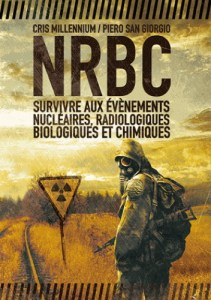 CRIS MILLENNIUM / PIERO SAN GIORGIO
NRBC
SURVIVRE AUX ÉVÈNEMENTS
NUCLÉAIRES, RADIOLOGIQUES
BIOLOGIQUES ET CHIMIQUES